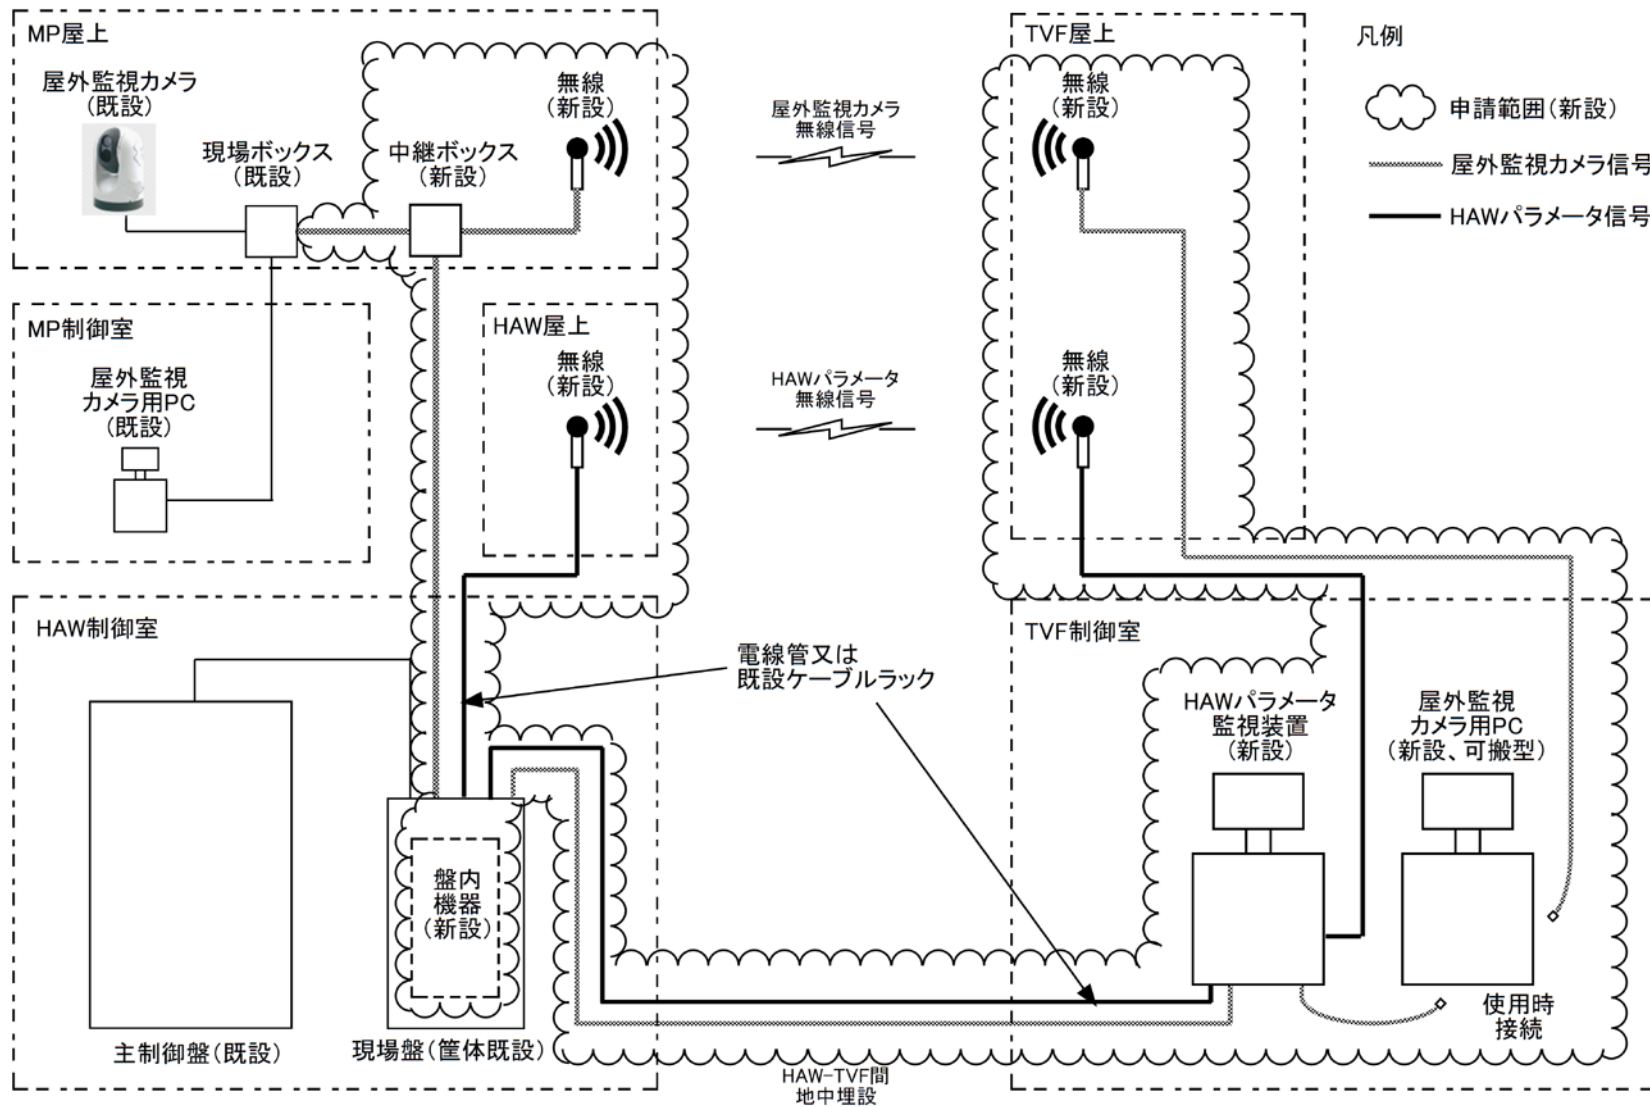 MP屋上
屋外監視カメラ
(既設)
現場ボックス
(既設)
中継ボックス
(新設)
無線
(新設)
屋外監視カメラ
無線信号
TVF屋上
無線
(新設)
凡例
申請範囲(新設)
屋外監視カメラ信号
HAWパラメータ信号
MP制御室
屋外監視
カメラ用PC
(既設)
HAW屋上
無線
(新設)
HAWパラメータ
無線信号
無線
(新設)
HAW制御室
電線管又は
既設ケーブルラック
TVF制御室
HAWパラメータ
監視装置
(新設)
屋外監視
カメラ用PC
(新設、可搬型)
盤内
機器
(新設)
使用時
接続
主制御盤(既設)
現場盤(筐体既設)
HAW-TVF間
地中埋設